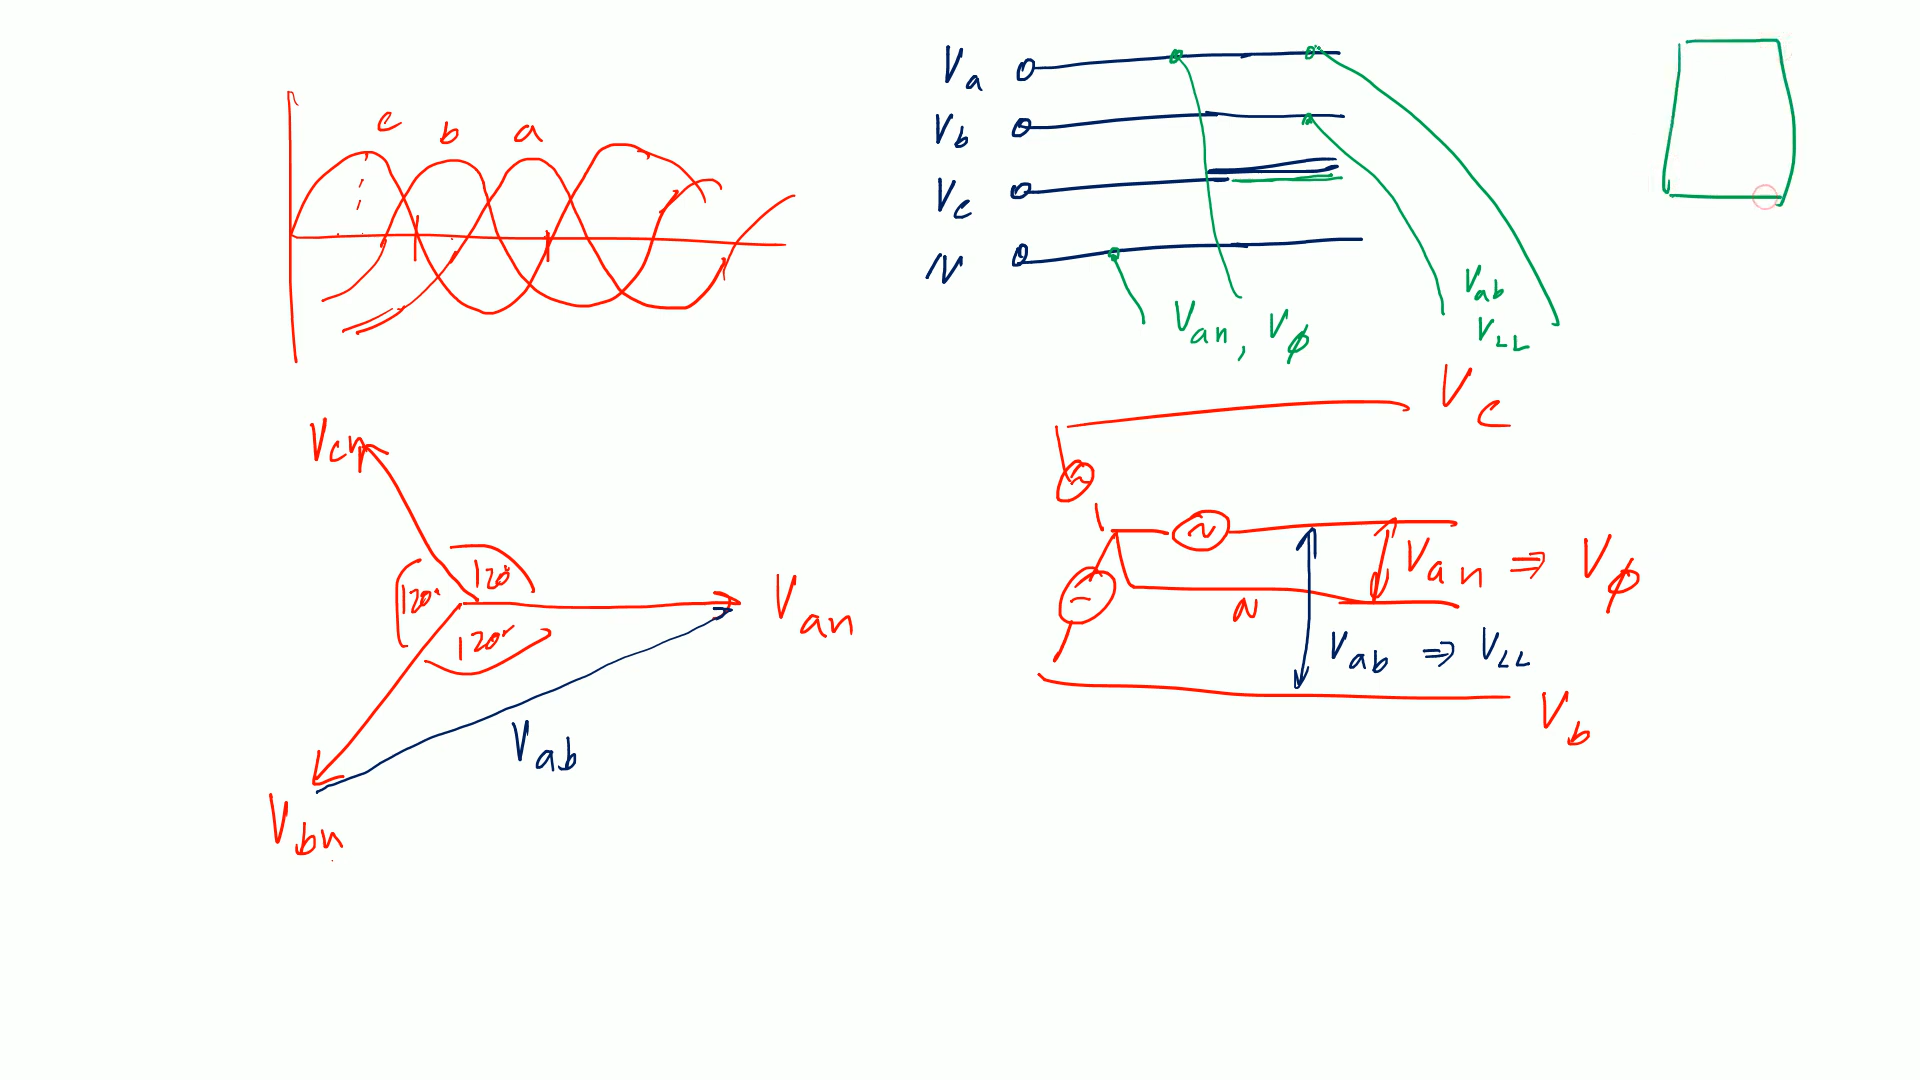 c b a
Va
Vb
Vc
N
Van, Vϕ
Vab
VLL
Vcn
120°
120°
120°
Van
Vab
Vbn
Vc
Van ⇒ Vϕ
N
Vab ⇒ VLL
Vb